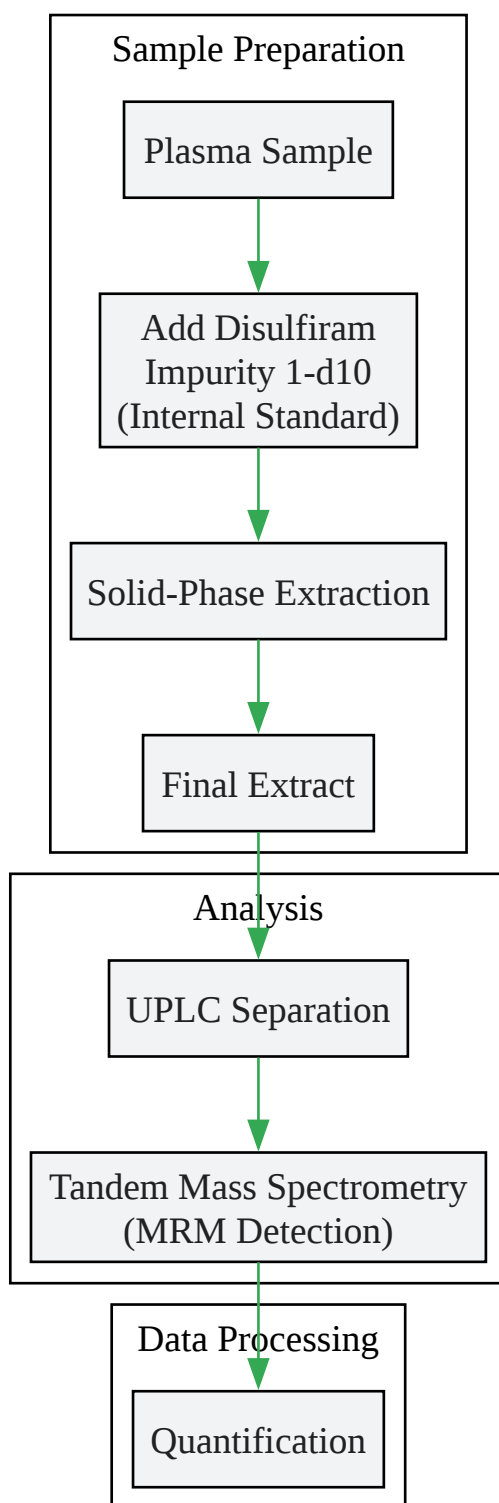 Sample Preparation
Plasma Sample
Add Disulfiram
Impurity 1-d10
(Internal Standard)
Solid-Phase Extraction
Final Extract
Analysis
UPLC Separation
Tandem Mass Spectrometry
(MRM Detection)
Data Processing
Quantification